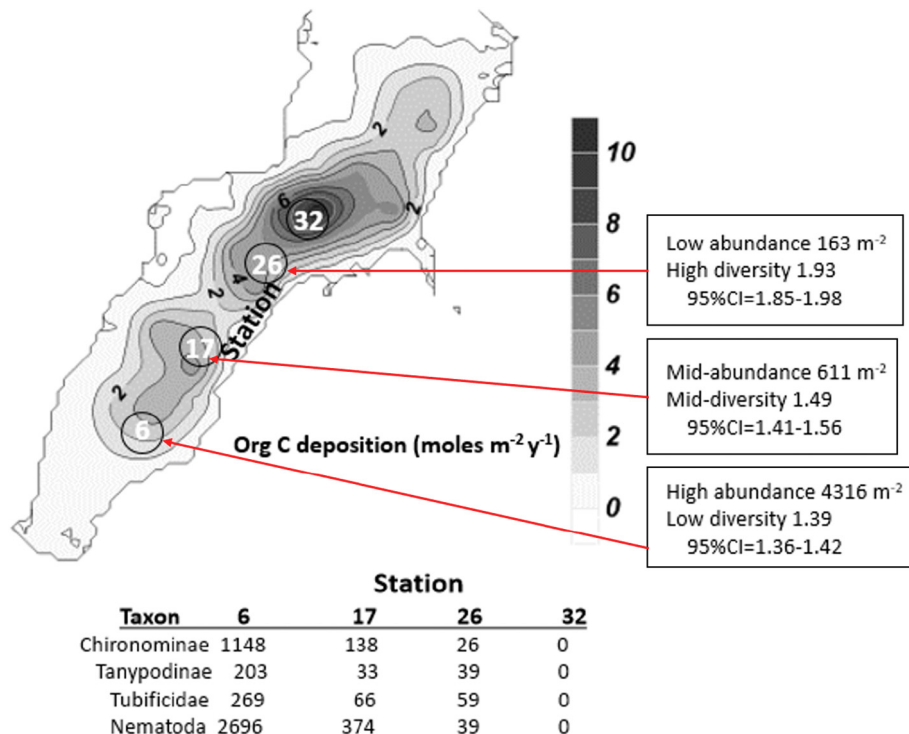 2
6
2
32
26
4
2
17
2
6
Station
Org C deposition (moles m⁻² y⁻¹)
10
8
6
4
2
0
Low abundance 163 m⁻²
High diversity 1.93
95%CI=1.85-1.98
Mid-abundance 611 m⁻²
Mid-diversity 1.49
95%CI=1.41-1.56
High abundance 4316 m⁻²
Low diversity 1.39
95%CI=1.36-1.42
Station
Taxon 6 17 26 32
Chironominae 1148 138 26 0
Tanypodinae 203 33 39 0
Tubificidae 269 66 59 0
Nematoda 2696 374 39 0